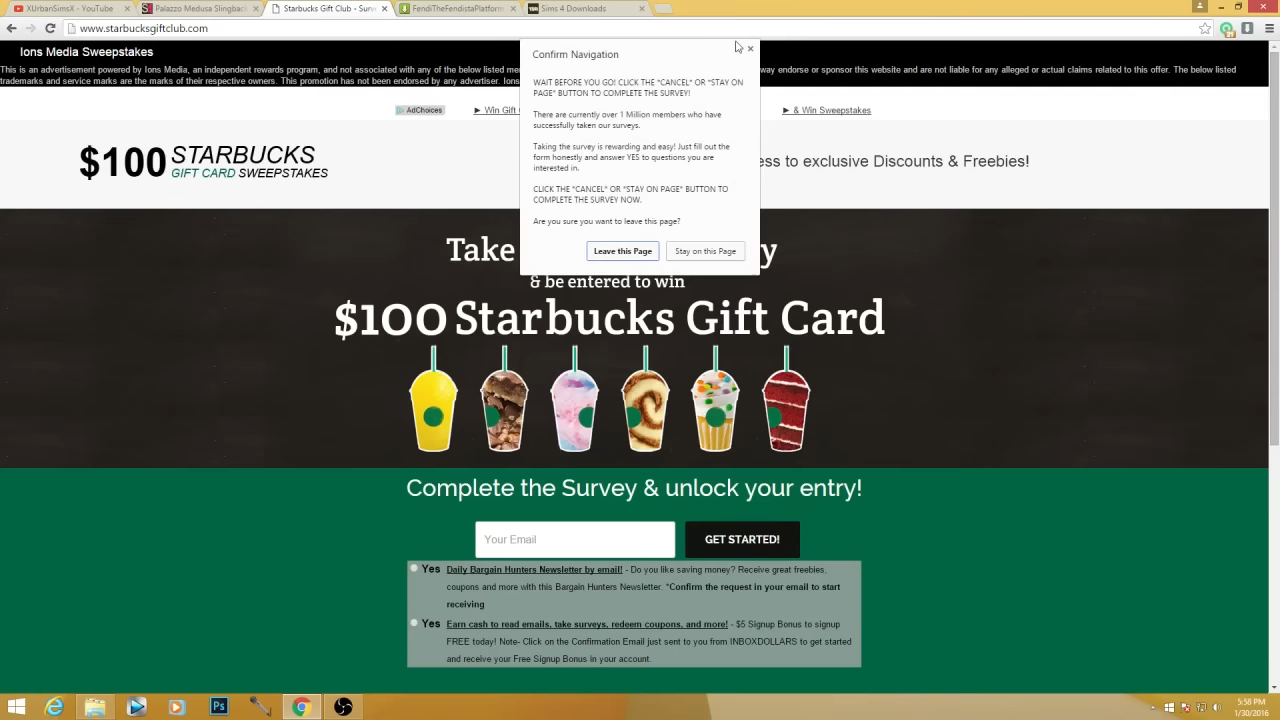 XUrbanSimsX - YouTube
Palazzo Medusa Slingback
Starbucks Gift Club - Surv
FendiTheFendistaPlatform
Sims 4 Downloads
www.starbucksgiftclub.com
Ions Media Sweepstakes
This is an advertisement powered by Ions Media, an independent rewards program, and not associated with any of the below listed
way endorse or sponsor this website and are not liable for any alleged or actual claims related to this offer. The below listed
trademarks and service marks are the marks of their respective owners. This promotion has not been endorsed by any advertiser. Ions
Confirm Navigation
WAIT BEFORE YOU GO! CLICK THE "CANCEL" OR "STAY ON
PAGE" BUTTON TO COMPLETE THE SURVEY!
There are currently over 1 Million members who have
successfully taken our surveys.
Taking the survey is rewarding and easy! Just fill out the
form honestly and answer YES to questions you are
interested in.
CLICK THE "CANCEL" OR "STAY ON PAGE" BUTTON TO
COMPLETE THE SURVEY NOW.
Are you sure you want to leave this page?
Leave this Page
Stay on this Page
AdChoices
► Win Gift
► & Win Sweepstakes
$100 STARBUCKS
GIFT CARD SWEEPSTAKES
ess to exclusive Discounts & Freebies!
Take
y
& be entered to win
$100 Starbucks Gift Card
Complete the Survey & unlock your entry!
Your Email
GET STARTED!
Yes Daily Bargain Hunters Newsletter by email! - Do you like saving money? Receive great freebies,
coupons and more with this Bargain Hunters Newsletter. *Confirm the request in your email to start
receiving
Yes Earn cash to read emails, take surveys, redeem coupons, and more! - $5 Signup Bonus to signup
FREE today! Note- Click on the Confirmation Email just sent to you from INBOXDOLLARS to get started
and receive your Free Signup Bonus in your account.
Ps
5:58 PM
1/30/2016